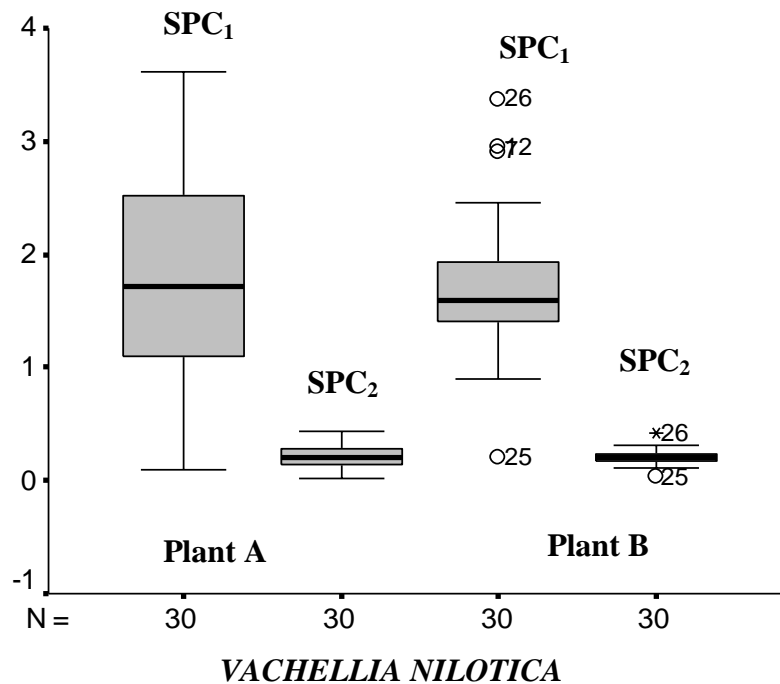 4
SPC₁
SPC₁
26
3
12
7
2
1
SPC₂
SPC₂
26
25
25
0
Plant A
Plant B
-1
N = 30 30 30 30
VACHELLIA NILOTICA